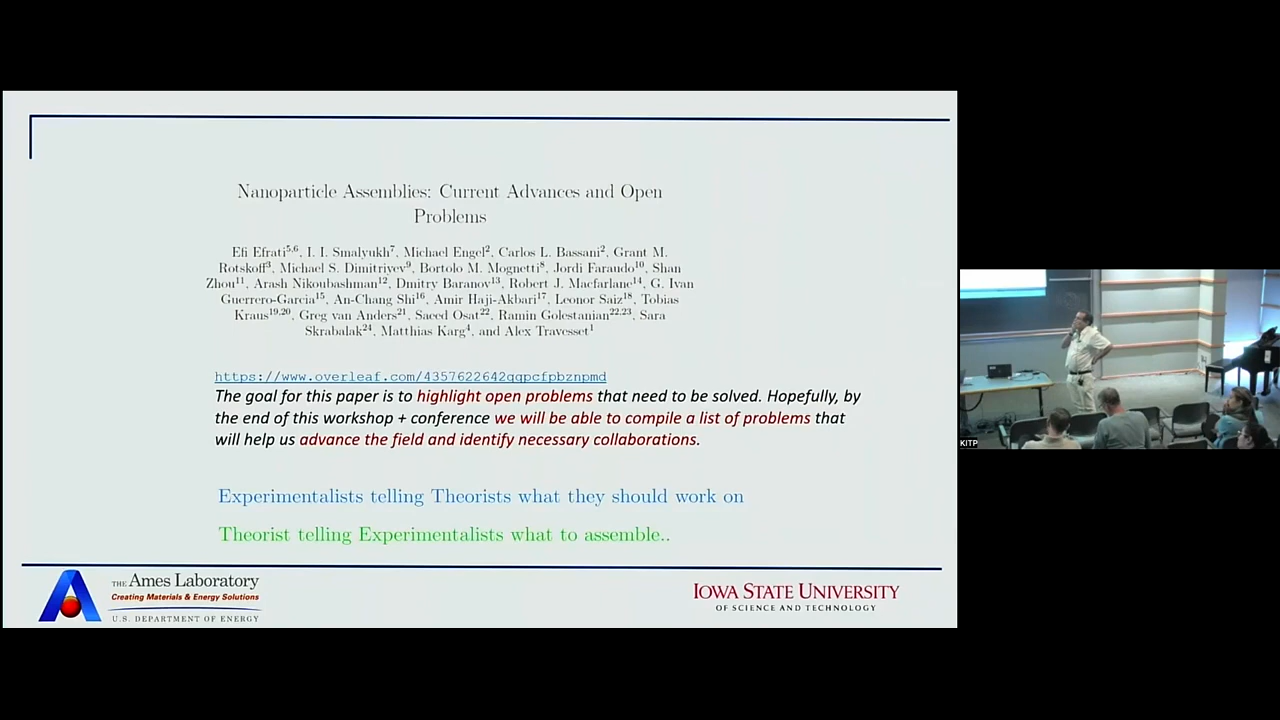 Nanoparticle Assemblies: Current Advances and Open
Problems
Efi Efrati5,6, I. I. Smalyukh7, Michael Engel2, Carlos L. Bassani2, Grant M.
Rotskoff3, Michael S. Dimitriyev9, Bortolo M. Mognetti8, Jordi Faraudo10, Shan
Zhou11, Arash Nikoubashman12, Dmitry Baranov13, Robert J. Macfarlane14, G. Ivan
Guerrero-Garcia15, An-Chang Shi16, Amir Haji-Akbari17, Leonor Saiz18, Tobias
Kraus19,20, Greg van Anders21, Saeed Osat22, Ramin Golestanian22,23, Sara
Skrabalak24, Matthias Karg4, and Alex Travesset1
https://www.overleaf.com/4357622642qqpcfpbznpmd
The goal for this paper is to highlight open problems that need to be solved. Hopefully, by
the end of this workshop + conference we will be able to compile a list of problems that
will help us advance the field and identify necessary collaborations.
Experimentalists telling Theorists what they should work on
Theorist telling Experimentalists what to assemble..
THE Ames Laboratory
Creating Materials & Energy Solutions
U.S. DEPARTMENT OF ENERGY
IOWA STATE UNIVERSITY
OF SCIENCE AND TECHNOLOGY
KITP